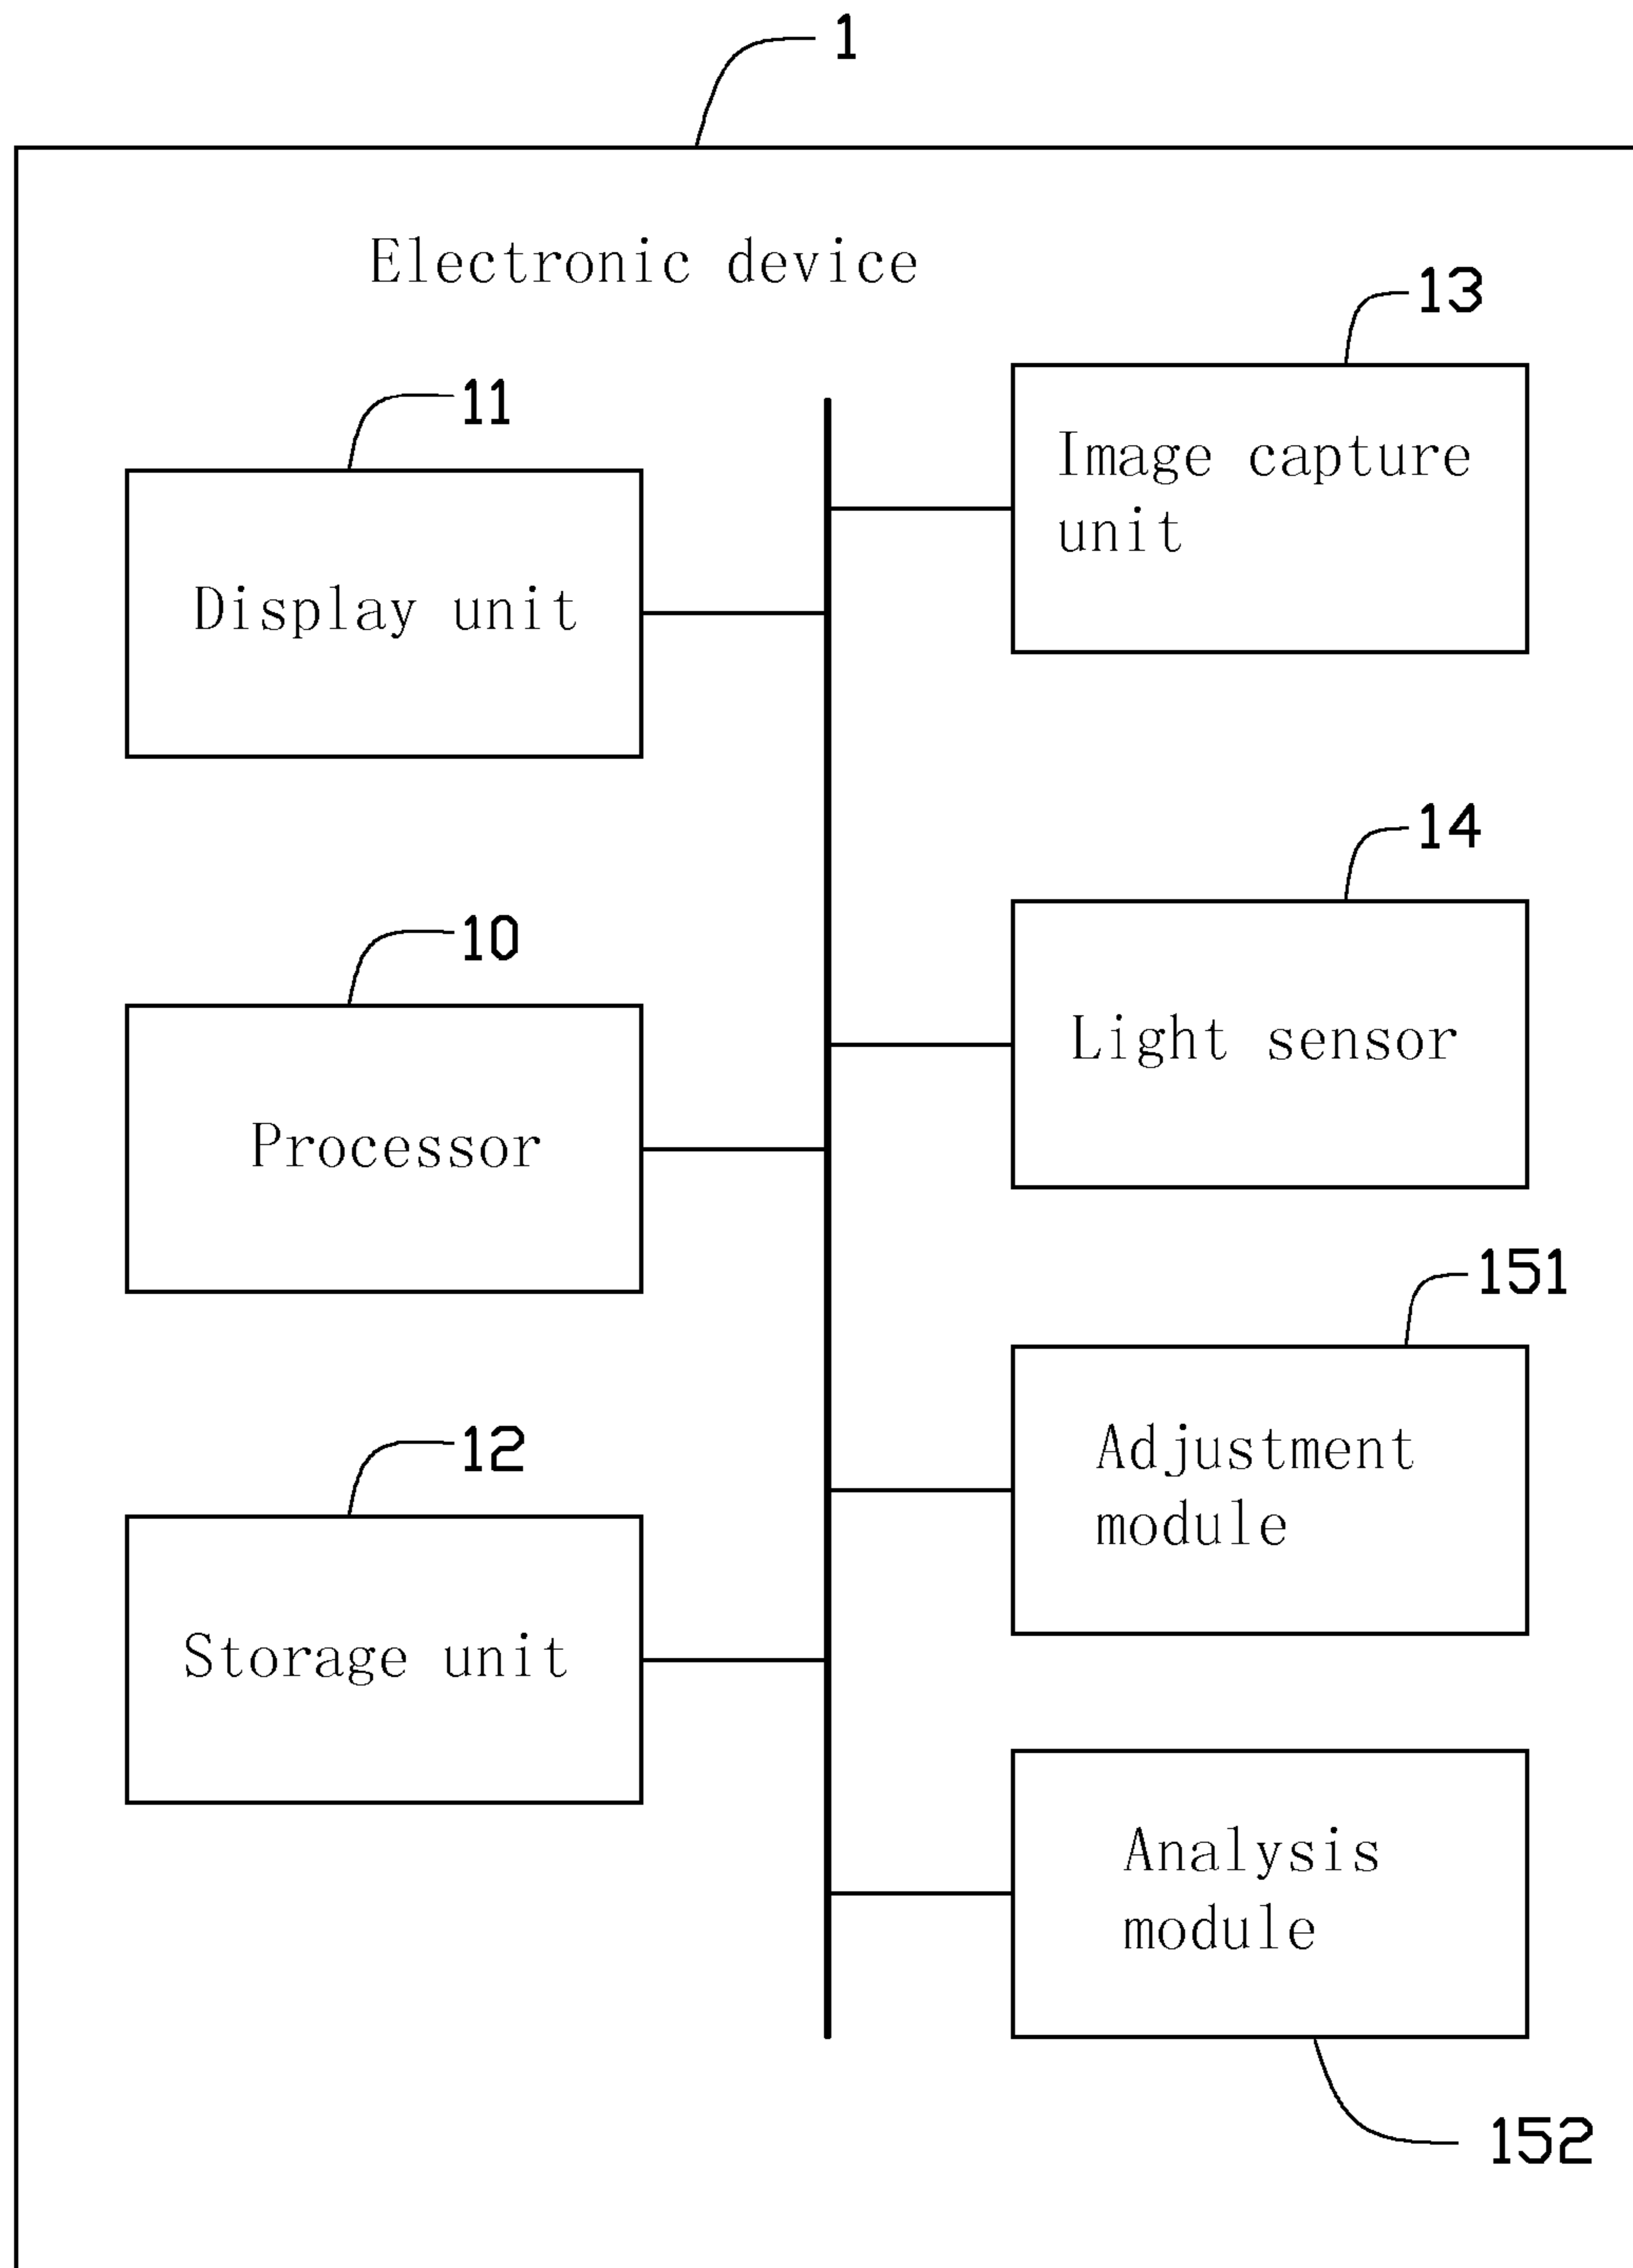 1
Electronic device
13
11
Image capture
unit
Display unit
14
10
Light sensor
Processor
151
12
Adjustment
module
Storage unit
Analysis
module
152